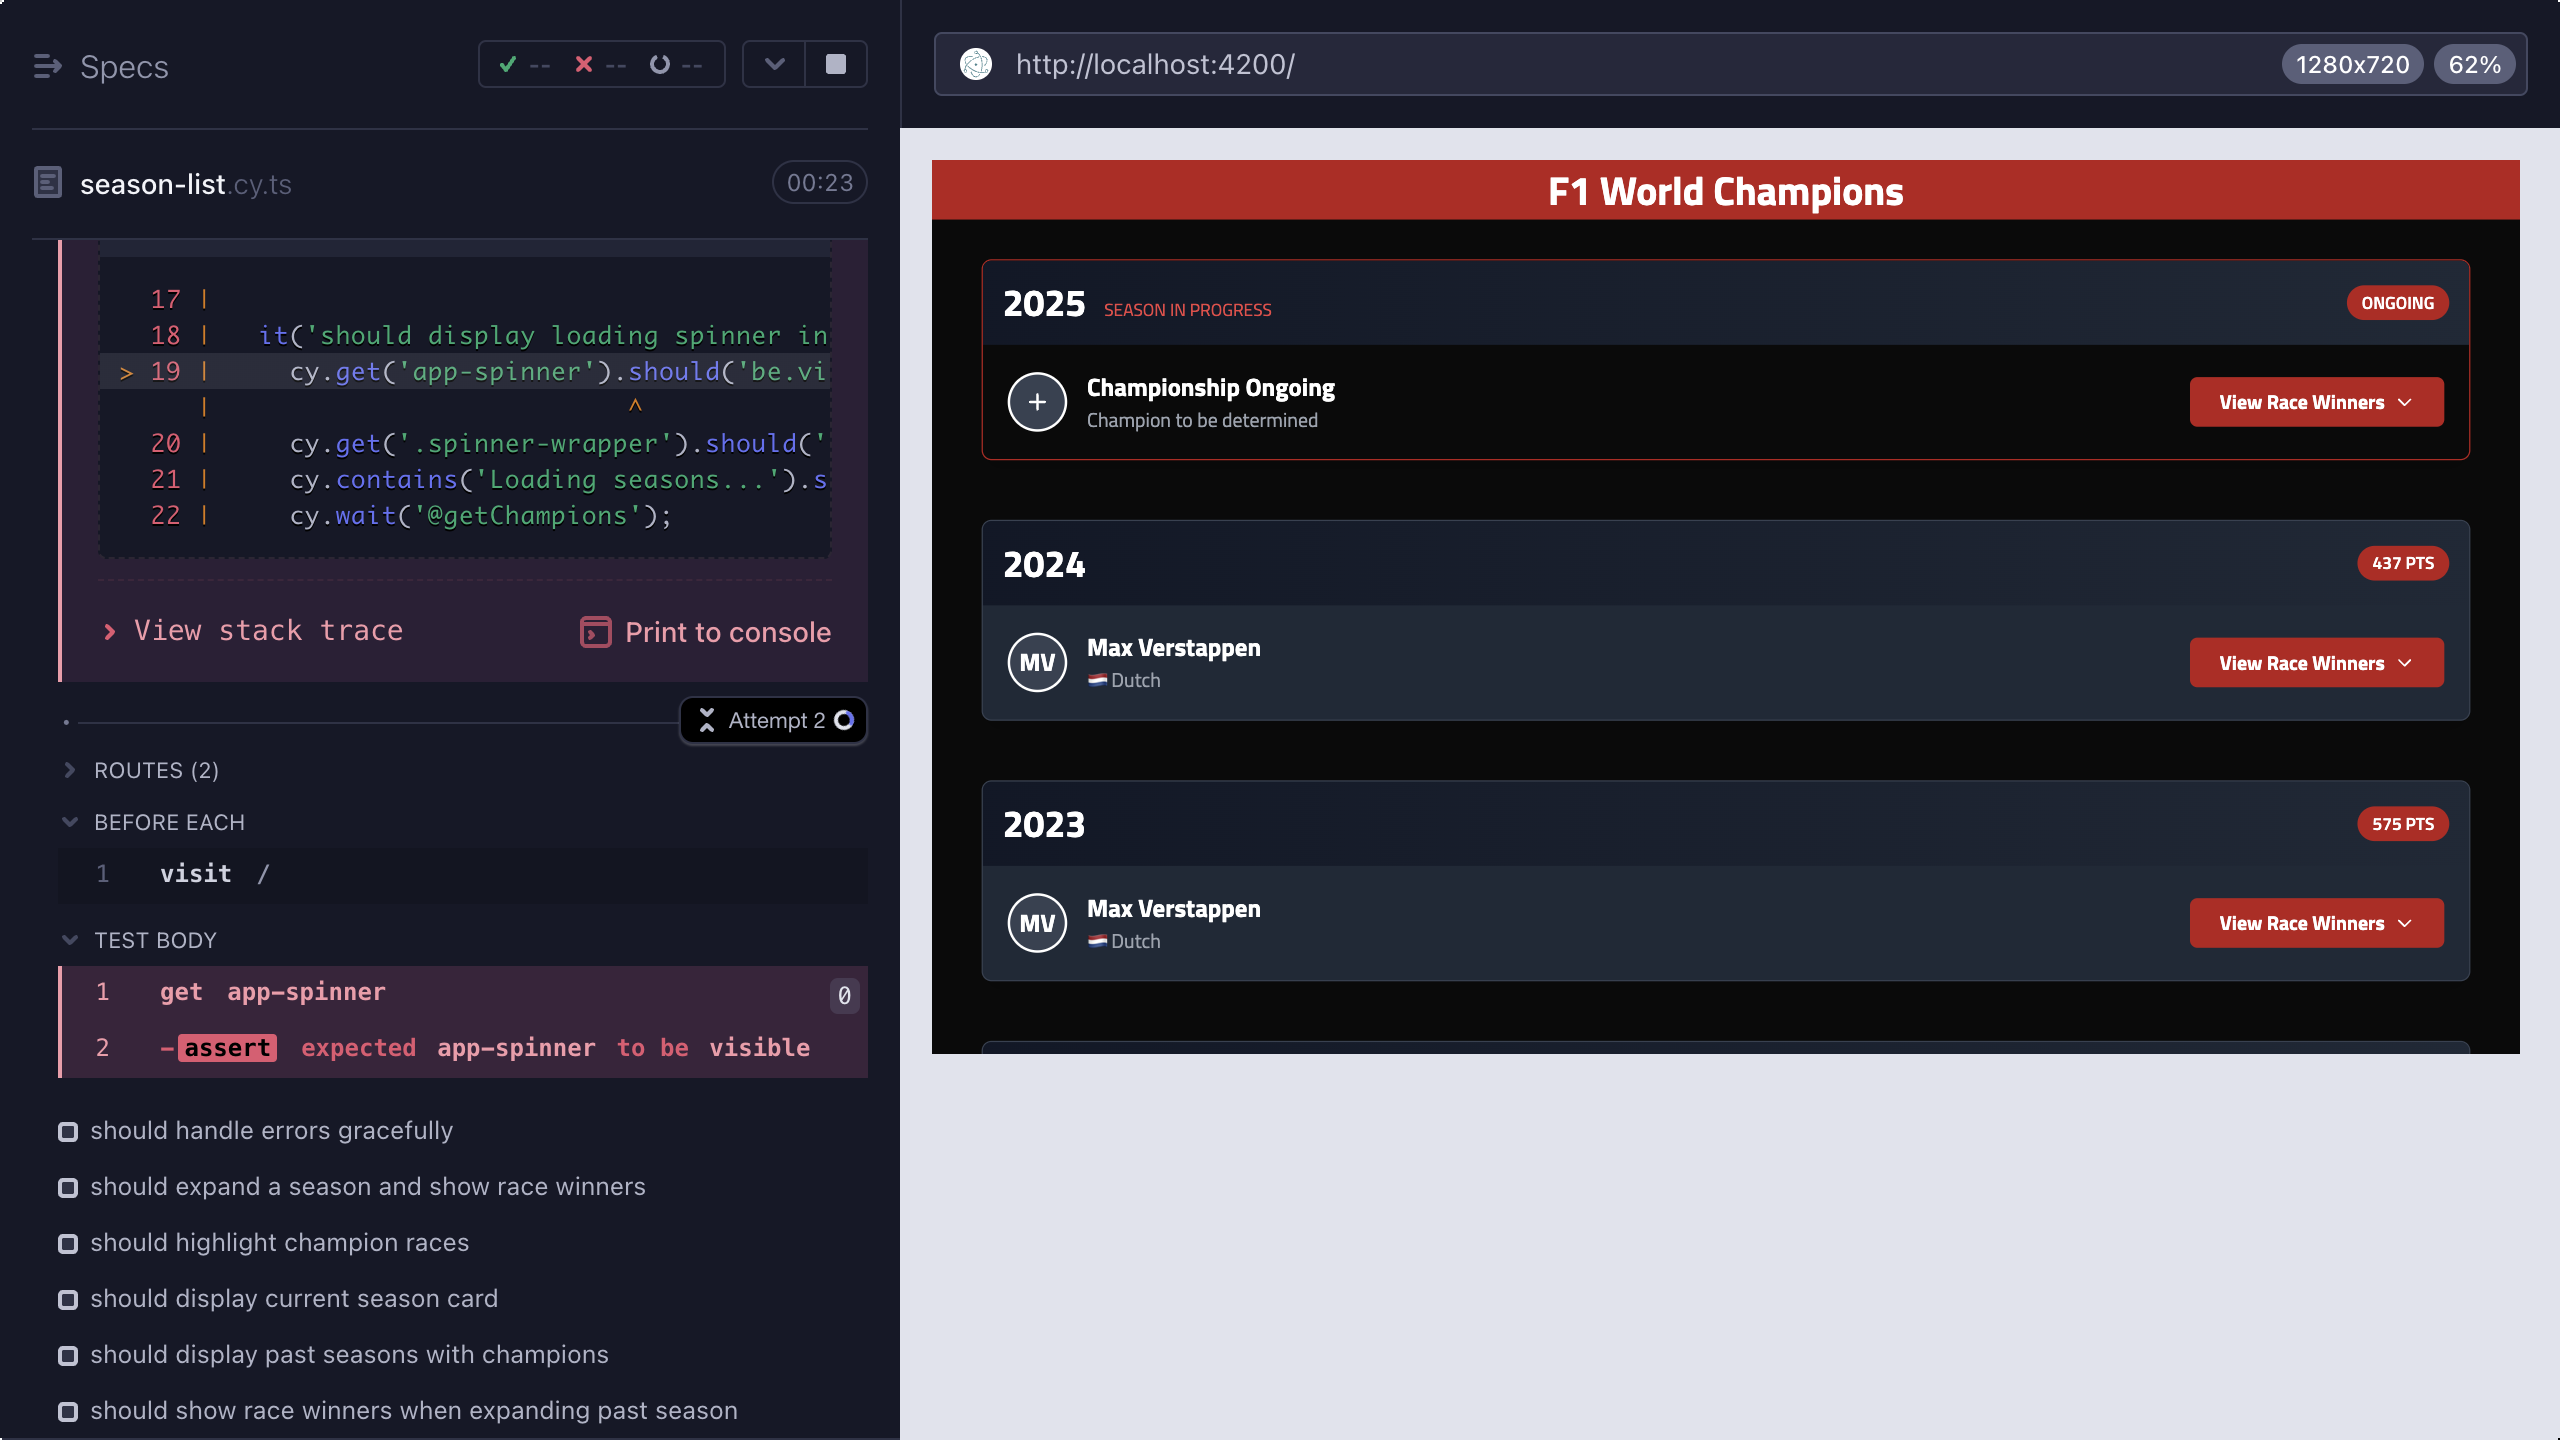 Specs
--
--
--
season-list.cy.ts
00:23
17 |
18 | it('should display loading spinner in
> 19 | cy.get('app-spinner').should('be.vi
| ^
20 | cy.get('.spinner-wrapper').should('
21 | cy.contains('Loading seasons...').s
22 | cy.wait('@getChampions');
View stack trace
Print to console
Attempt 2
ROUTES (2)
BEFORE EACH
1 visit /
TEST BODY
1 get app-spinner 0
2 -assert expected app-spinner to be visible
should handle errors gracefully
should expand a season and show race winners
should highlight champion races
should display current season card
should display past seasons with champions
should show race winners when expanding past season
http://localhost:4200/
1280x720
62%
F1 World Champions
2025 SEASON IN PROGRESS
ONGOING
+
Championship Ongoing
Champion to be determined
View Race Winners
2024
437 PTS
MV
Max Verstappen
Dutch
View Race Winners
2023
575 PTS
MV
Max Verstappen
Dutch
View Race Winners